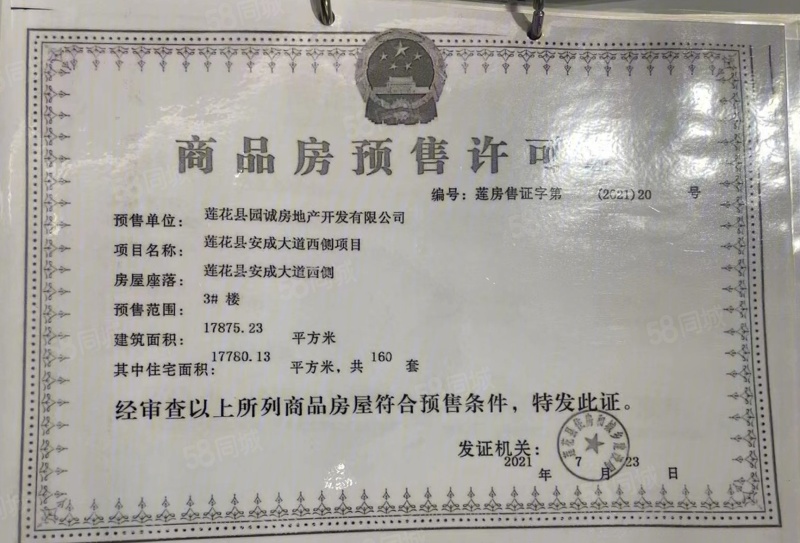 商品房预售许可
编号：莲房售证字第 (2021)20 号
预售单位：莲花县园诚房地产开发有限公司
项目名称：莲花县安成大道西侧项目
房屋座落：莲花县安成大道西侧
预售范围：3# 楼
建筑面积：17875.23 平方米
其中住宅面积：17780.13 平方米，共 160 套
经审查以上所列商品房屋符合预售条件，特发此证。
发证机关：
2021 年 7 月 23 日
58同城